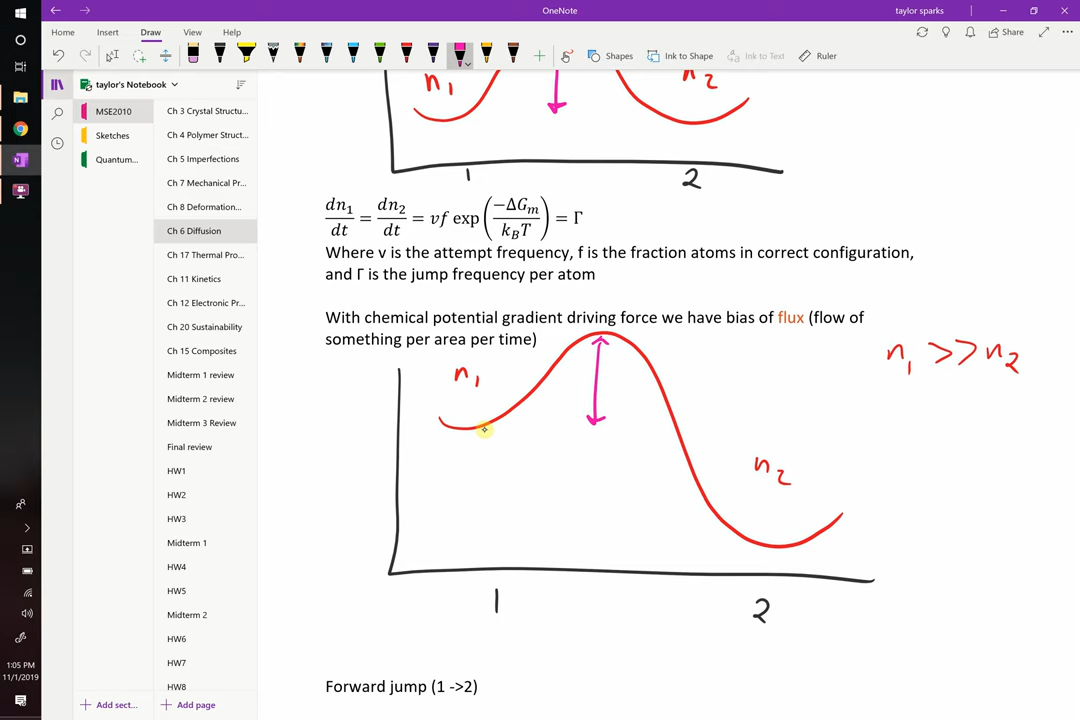 OneNote
taylor sparks
Home
Insert
Draw
View
Help
Share
Shapes
Ink to Shape
Ink to Text
Ruler
taylor's Notebook
MSE2010
Sketches
Quantum...
Ch 3 Crystal Structu...
Ch 4 Polymer Struct...
Ch 5 Imperfections
Ch 7 Mechanical Pr...
Ch 8 Deformation...
Ch 6 Diffusion
Ch 17 Thermal Pro...
Ch 11 Kinetics
Ch 12 Electronic Pr...
Ch 20 Sustainability
Ch 15 Composites
Midterm 1 review
Midterm 2 review
Midterm 3 Review
Final review
HW1
HW2
HW3
Midterm 1
HW4
HW5
Midterm 2
HW6
HW7
HW8
Add sect...
Add page
n₁
n₂
1
2
dn₁/dt = dn₂/dt = vf exp(−ΔGₘ/k_BT) = Γ
Where v is the attempt frequency, f is the fraction atoms in correct configuration,
and Γ is the jump frequency per atom
With chemical potential gradient driving force we have bias of flux (flow of
something per area per time)
n₁ >> n₂
n₁
n₂
1
2
Forward jump (1 ->2)
1:05 PM
11/1/2019